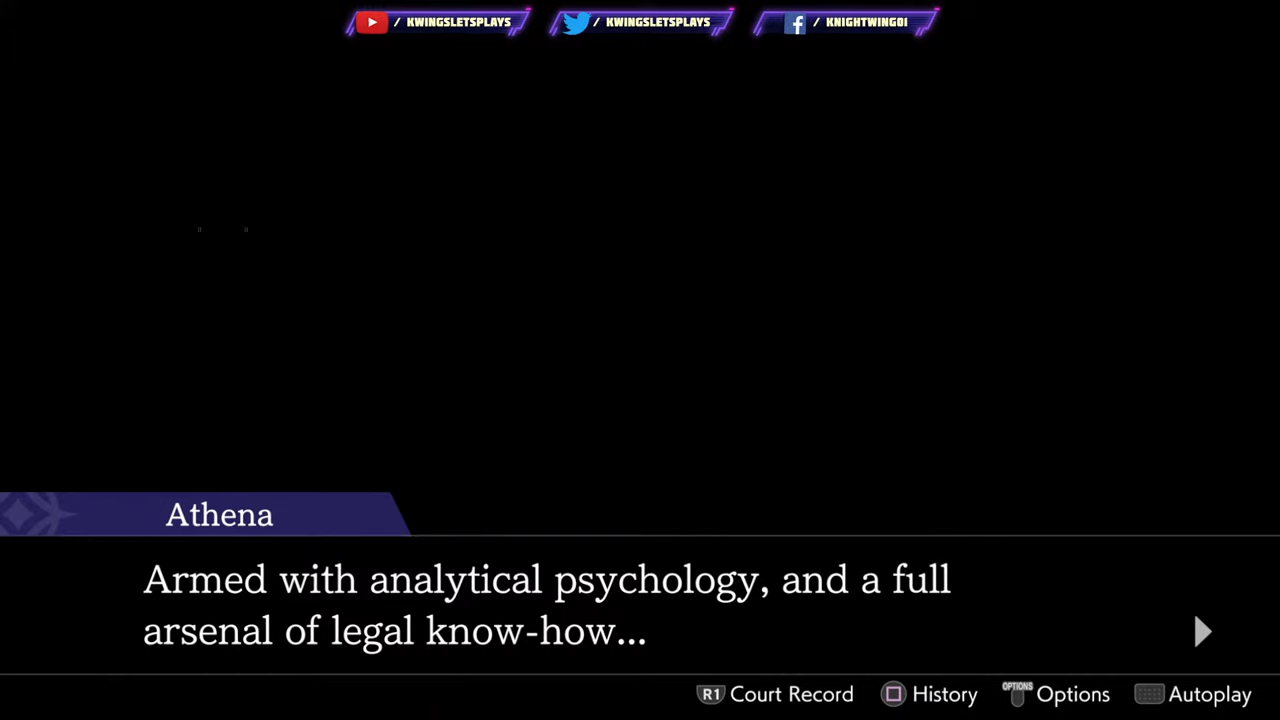 / KWINGSLETSPLAYS / KWINGSLETSPLAYS / KNIGHTWING01
Athena
Armed with analytical psychology, and a full
arsenal of legal know-how...
R1 Court Record History OPTIONS Options Autoplay